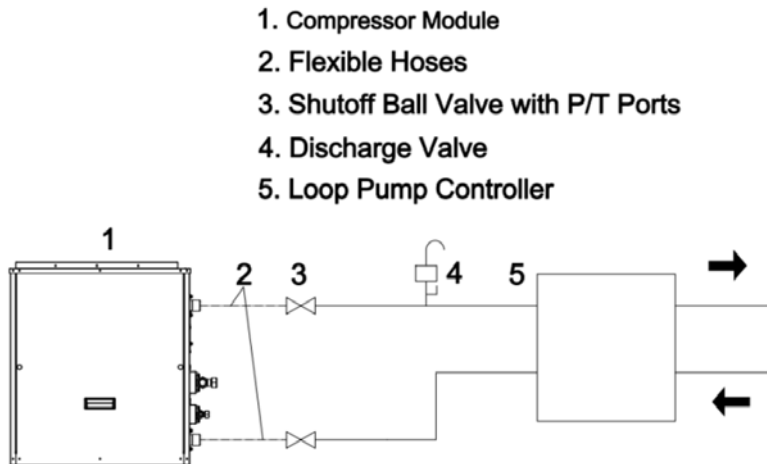 1. Compressor Module
2. Flexible Hoses
3. Shutoff Ball Valve with P/T Ports
4. Discharge Valve
5. Loop Pump Controller
1
2
3
4
5